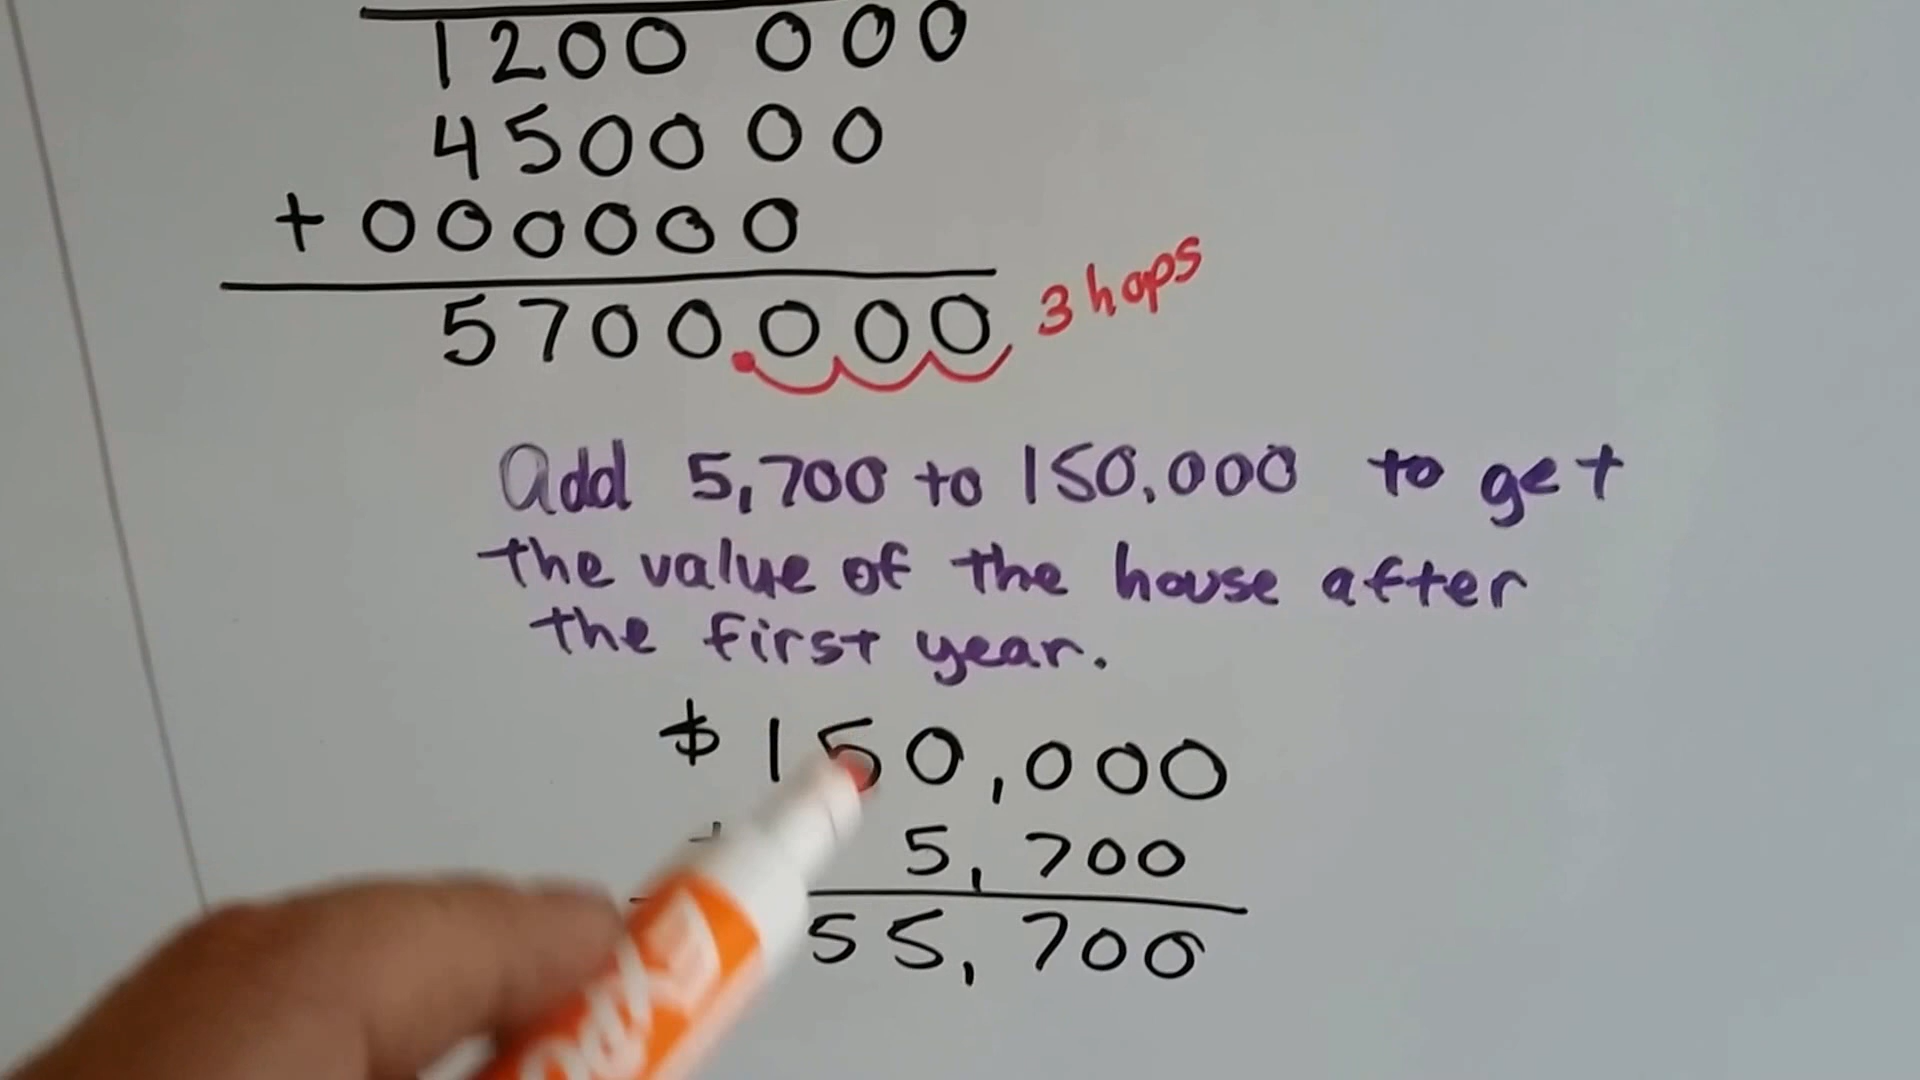 1200 000
450000
+ 000000
5700.000 3 hops
Add 5,700 to 150,000 to get
the value of the house after
the first year.
$150,000
+ 5,700
55,700